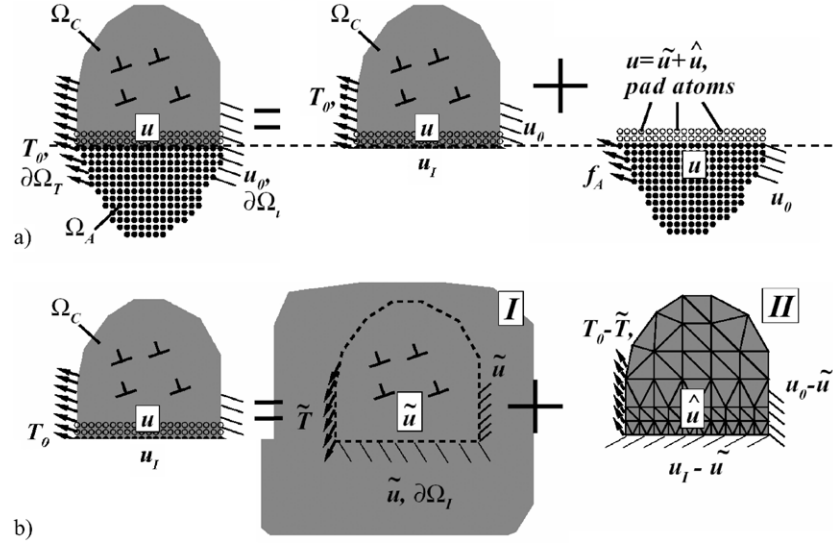 Ω_C
u
T_0,
∂Ω_T
u_0,
∂Ω_t
Ω_A
a)
=
T_0,
u
u_0
u_I
+
u=ũ+û,
pad atoms
u
f_A
u_0
Ω_C
u
T_0
u_I
b)
=
I
T̃
ũ
ũ
ũ, ∂Ω_I
+
II
T_0-T̃,
û
u_0-ũ
u_I - ũ